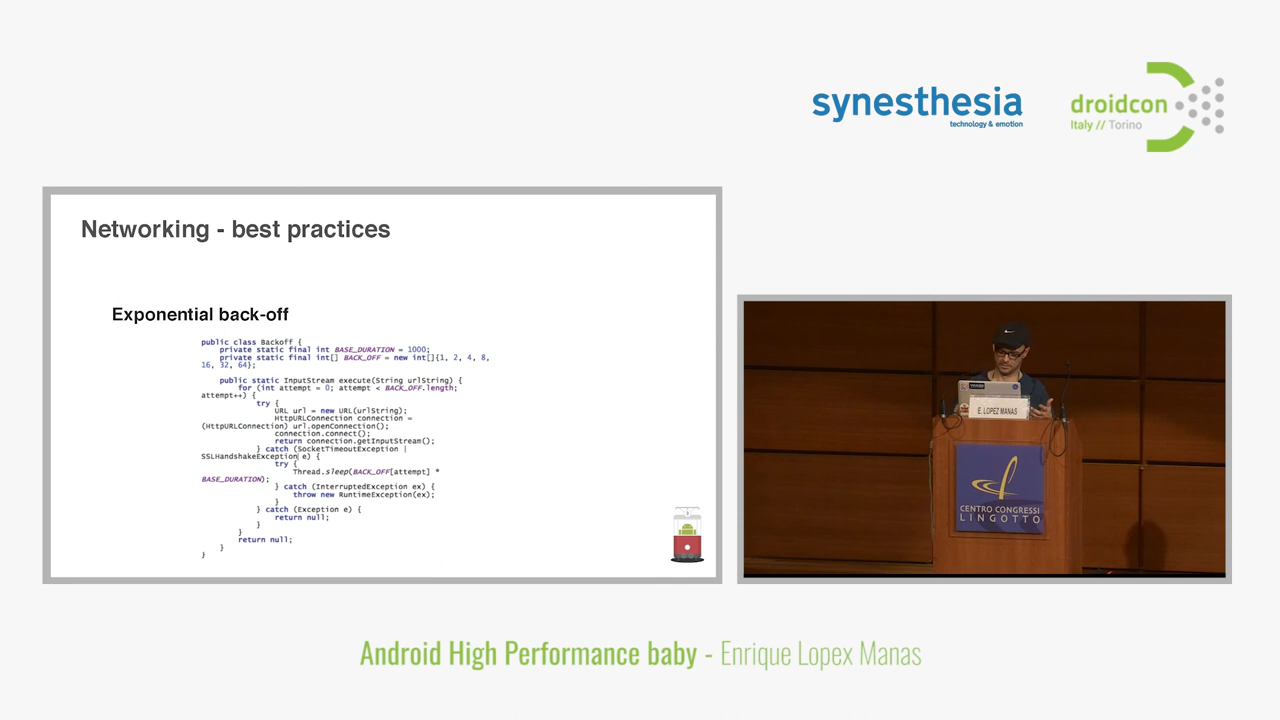 synesthesia
technology & emotion
droidcon
Italy // Torino
Networking - best practices
Exponential back-off
public class Backoff {
private static final int BASE_DURATION = 1000;
private static final int[] BACK_OFF = new int[]{1, 2, 4, 8,
16, 32, 64};
public static InputStream execute(String urlString) {
for (int attempt = 0; attempt < BACK_OFF.length;
attempt++) {
try {
URL url = new URL(urlString);
HttpURLConnection connection =
(HttpURLConnection) url.openConnection();
connection.connect();
return connection.getInputStream();
} catch (SocketTimeoutException |
SSLHandshakeException e) {
try {
Thread.sleep(BACK_OFF[attempt] *
BASE_DURATION);
} catch (InterruptedException ex) {
throw new RuntimeException(ex);
}
} catch (Exception e) {
return null;
}
}
return null;
}
}
E. LOPEZ MANAS
CENTRO CONGRESSI
LINGOTTO
Android High Performance baby - Enrique Lopex Manas